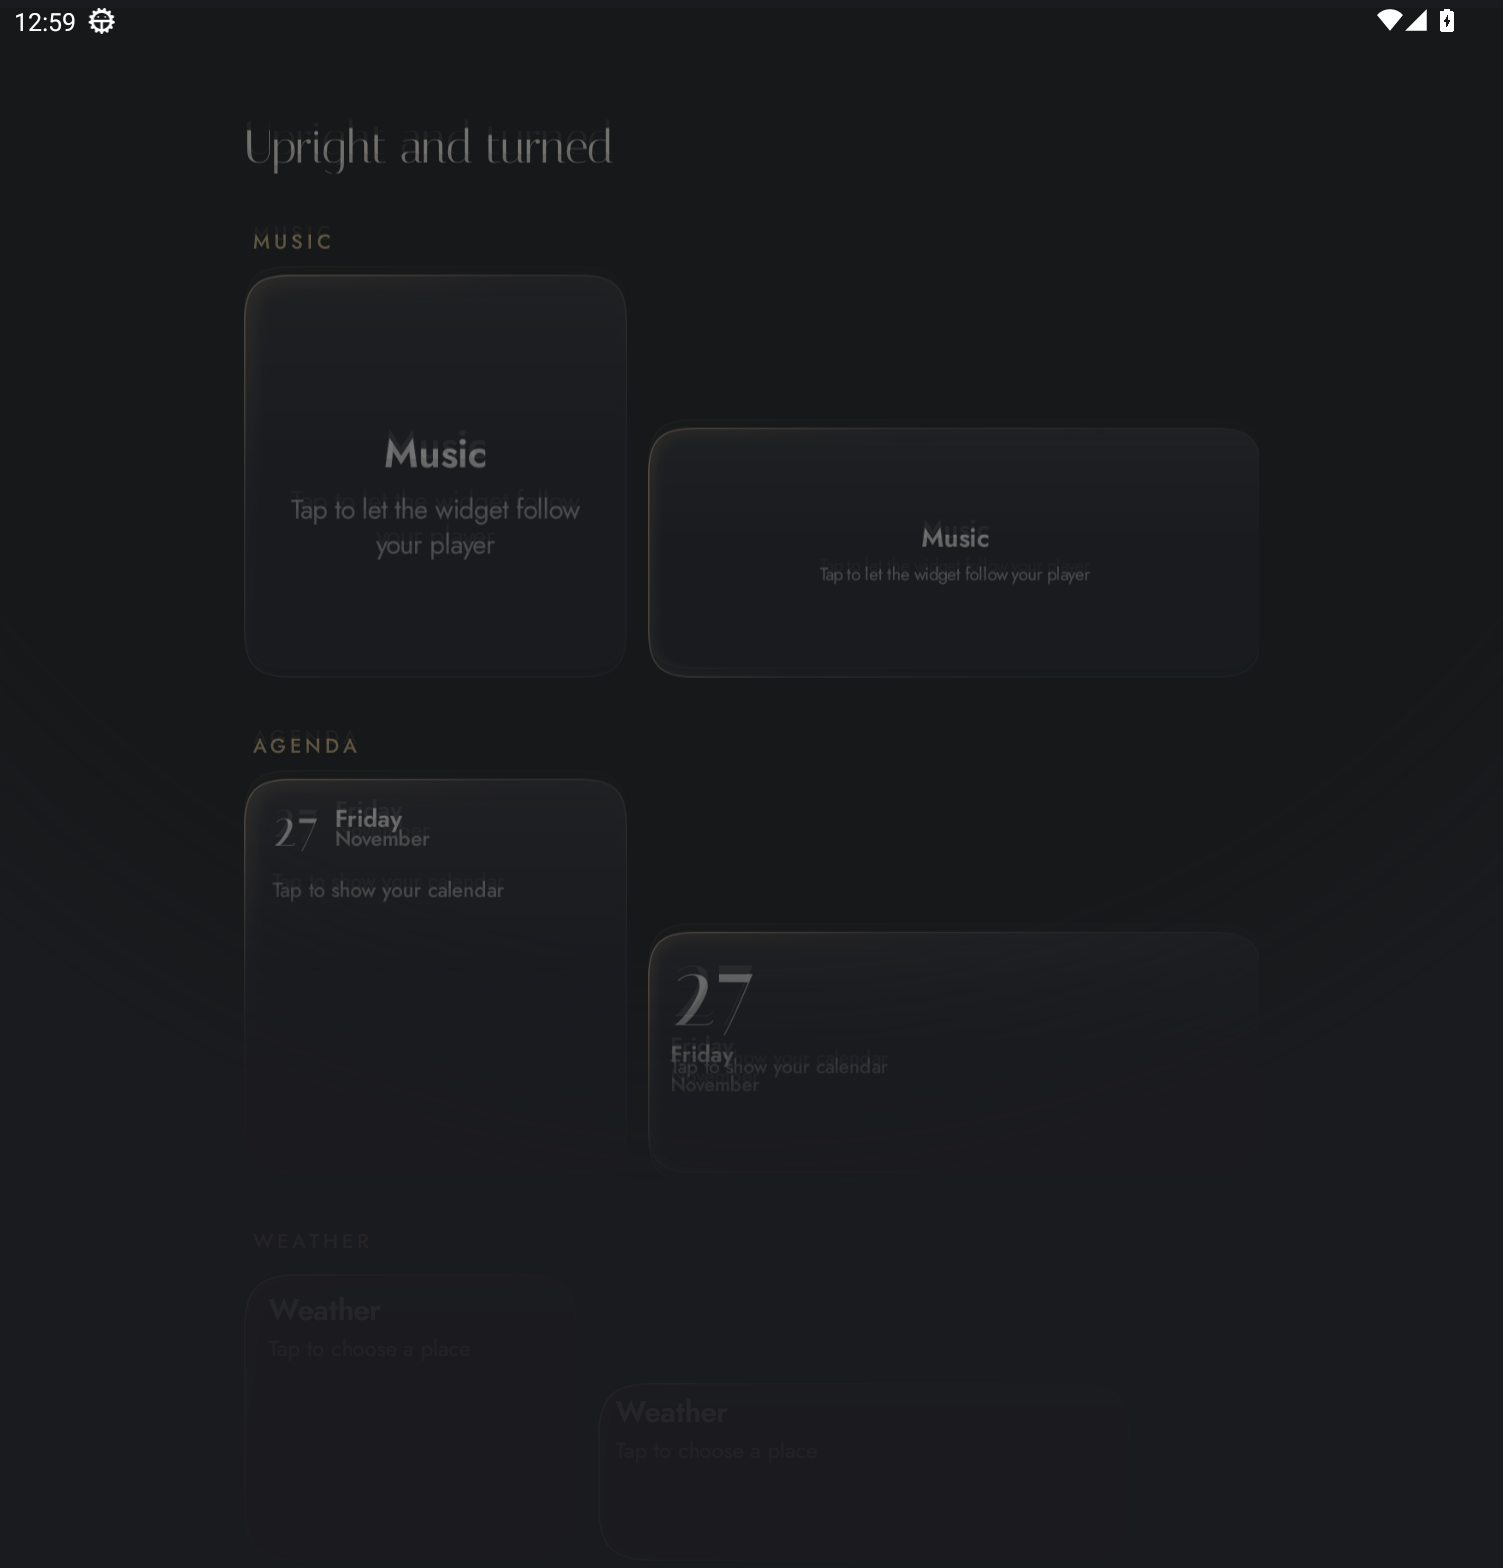 12:59
Upright and turned
MUSIC
Music
Tap to let the widget follow
your player
Music
Tap to let the widget follow your player
AGENDA
27
Friday
November
Tap to show your calendar
27
Friday
Tap to show your calendar
November
WEATHER
Weather
Tap to choose a place
Weather
Tap to choose a place